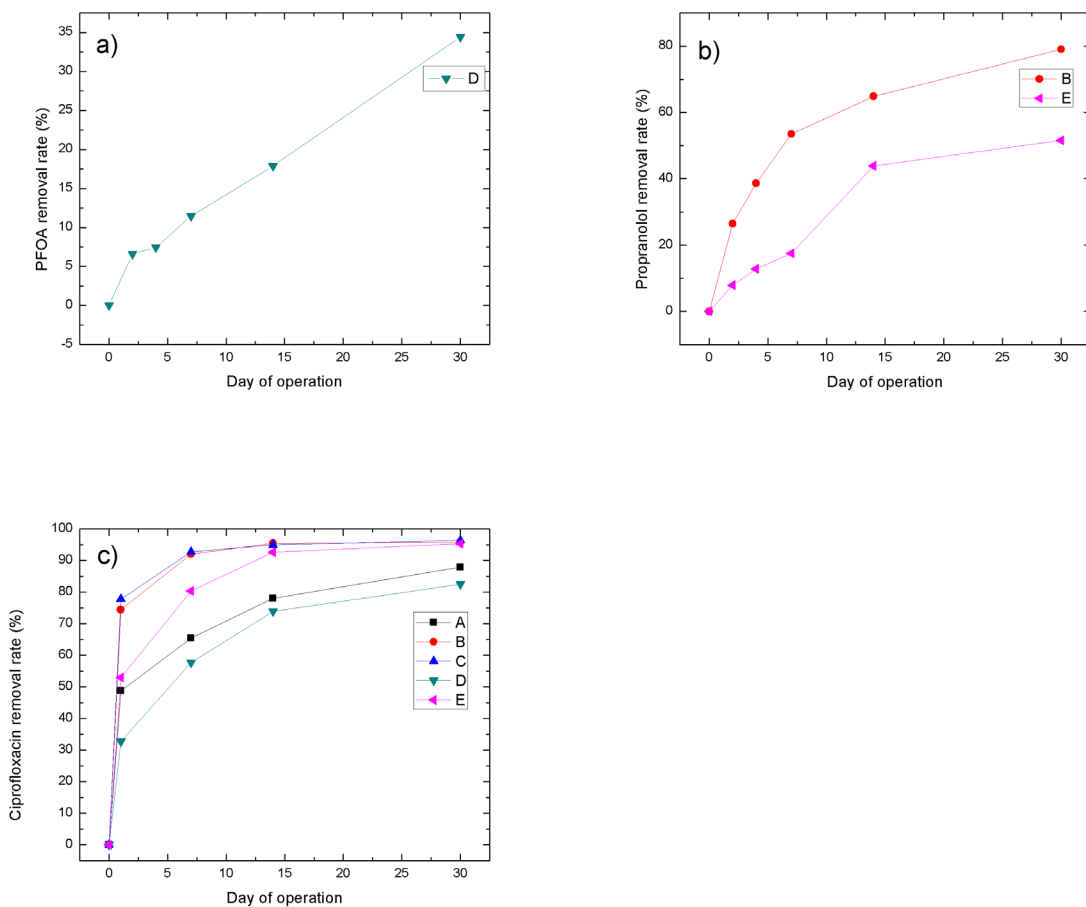 a)
D
PFOA removal rate (%)
35
30
25
20
15
10
5
0
-5
0 5 10 15 20 25 30
Day of operation
b)
B
E
Propranolol removal rate (%)
80
60
40
20
0
0 5 10 15 20 25 30
Day of operation
c)
A
B
C
D
E
Ciprofloxacin removal rate (%)
100
90
80
70
60
50
40
30
20
10
0
0 5 10 15 20 25 30
Day of operation